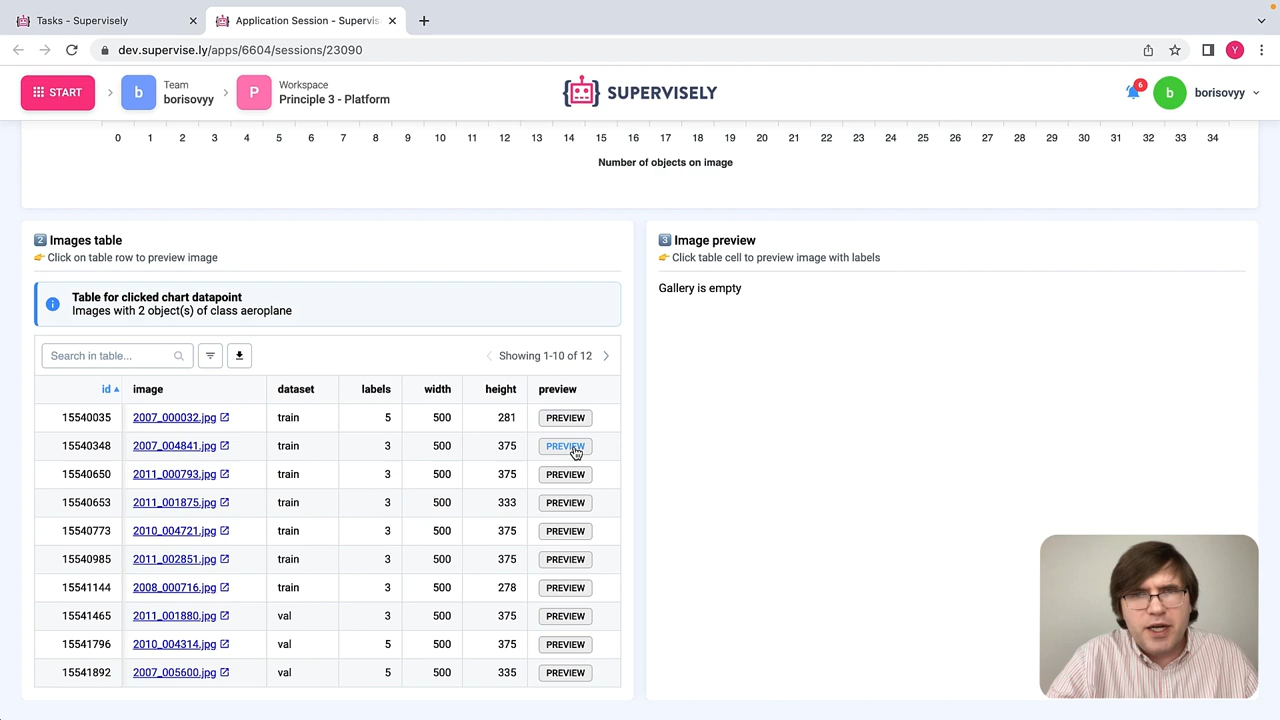 Tasks - Supervisely
Application Session - Supervis
dev.supervise.ly/apps/6604/sessions/23090
Y
START
b
Team
borisovyy
P
Workspace
Principle 3 - Platform
SUPERVISELY
6
b
borisovyy
0 1 2 3 4 5 6 7 8 9 10 11 12 13 14 15 16 17 18 19 20 21 22 23 24 25 26 27 28 29 30 31 32 33 34
Number of objects on image
2 Images table
Click on table row to preview image
Table for clicked chart datapoint
Images with 2 object(s) of class aeroplane
Search in table...
Showing 1-10 of 12
id image dataset labels width height preview
15540035 2007_000032.jpg train 5 500 281 PREVIEW
15540348 2007_004841.jpg train 3 500 375 PREVIEW
15540650 2011_000793.jpg train 3 500 375 PREVIEW
15540653 2011_001875.jpg train 3 500 333 PREVIEW
15540773 2010_004721.jpg train 3 500 375 PREVIEW
15540985 2011_002851.jpg train 3 500 375 PREVIEW
15541144 2008_000716.jpg train 3 500 278 PREVIEW
15541465 2011_001880.jpg val 3 500 375 PREVIEW
15541796 2010_004314.jpg val 5 500 375 PREVIEW
15541892 2007_005600.jpg val 5 500 335 PREVIEW
3 Image preview
Click table cell to preview image with labels
Gallery is empty